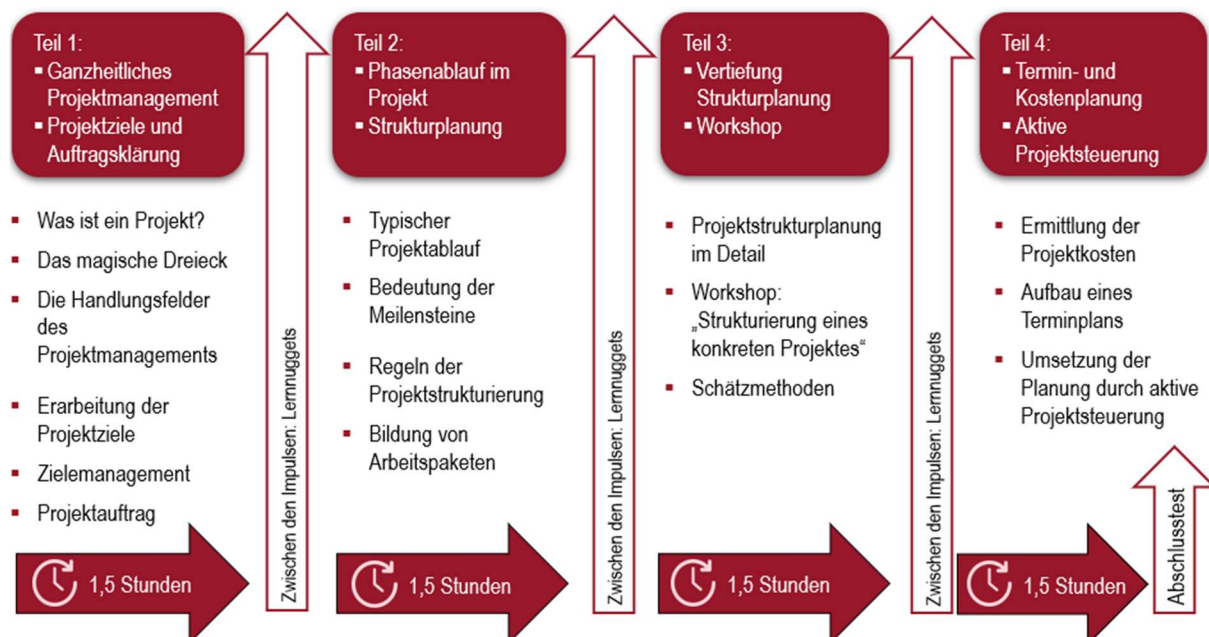 Teil 1:
▪ Ganzheitliches
Projektmanagement
▪ Projektziele und
Auftragsklärung
▪ Was ist ein Projekt?
▪ Das magische Dreieck
▪ Die Handlungsfelder
des
Projektmanagements
▪ Erarbeitung der
Projektziele
▪ Zielemanagement
▪ Projektauftrag
1,5 Stunden
Zwischen den Impulsen: Lernnuggets
Teil 2:
▪ Phasenablauf im
Projekt
▪ Strukturplanung
▪ Typischer
Projektablauf
▪ Bedeutung der
Meilensteine
▪ Regeln der
Projektstrukturierung
▪ Bildung von
Arbeitspaketen
1,5 Stunden
Zwischen den Impulsen: Lernnuggets
Teil 3:
▪ Vertiefung
Strukturplanung
▪ Workshop
▪ Projektstrukturplanung
im Detail
▪ Workshop:
„Strukturierung eines
konkreten Projektes“
▪ Schätzmethoden
1,5 Stunden
Zwischen den Impulsen: Lernnuggets
Teil 4:
▪ Termin- und
Kostenplanung
▪ Aktive
Projektsteuerung
▪ Ermittlung der
Projektkosten
▪ Aufbau eines
Terminplans
▪ Umsetzung der
Planung durch aktive
Projektsteuerung
1,5 Stunden
Abschlusstest